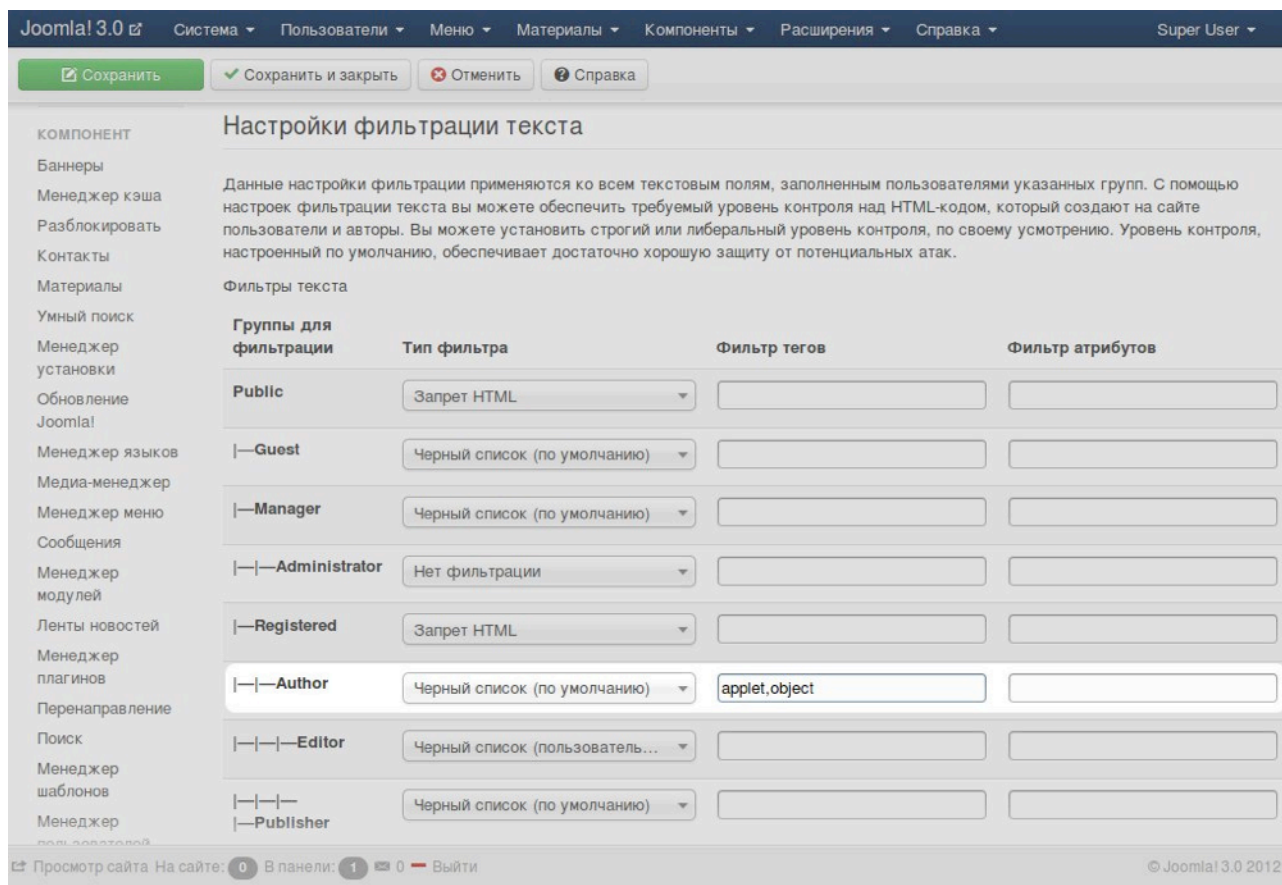 Joomla! 3.0 Система Пользователи Меню Материалы Компоненты Расширения Справка Super User
Сохранить Сохранить и закрыть Отменить Справка
КОМПОНЕНТ
Баннеры
Менеджер кэша
Разблокировать
Контакты
Материалы
Умный поиск
Менеджер
установки
Обновление
Joomla!
Менеджер языков
Медиа-менеджер
Менеджер меню
Сообщения
Менеджер
модулей
Ленты новостей
Менеджер
плагинов
Перенаправление
Поиск
Менеджер
шаблонов
Менеджер
пользователей
Настройки фильтрации текста
Данные настройки фильтрации применяются ко всем текстовым полям, заполненным пользователями указанных групп. С помощью
настроек фильтрации текста вы можете обеспечить требуемый уровень контроля над HTML-кодом, который создают на сайте
пользователи и авторы. Вы можете установить строгий или либеральный уровень контроля, по своему усмотрению. Уровень контроля,
настроенный по умолчанию, обеспечивает достаточно хорошую защиту от потенциальных атак.
Фильтры текста
Группы для
фильтрации Тип фильтра Фильтр тегов Фильтр атрибутов
Public Запрет HTML
|—Guest Черный список (по умолчанию)
|—Manager Черный список (по умолчанию)
|—|—Administrator Нет фильтрации
|—Registered Запрет HTML
|—|—Author Черный список (по умолчанию) applet,object
|—|—|—Editor Черный список (пользователь...
|—|—|—
|—Publisher Черный список (по умолчанию)
Просмотр сайта На сайте: 0 В панели: 1 0 Выйти © Joomla! 3.0 2012